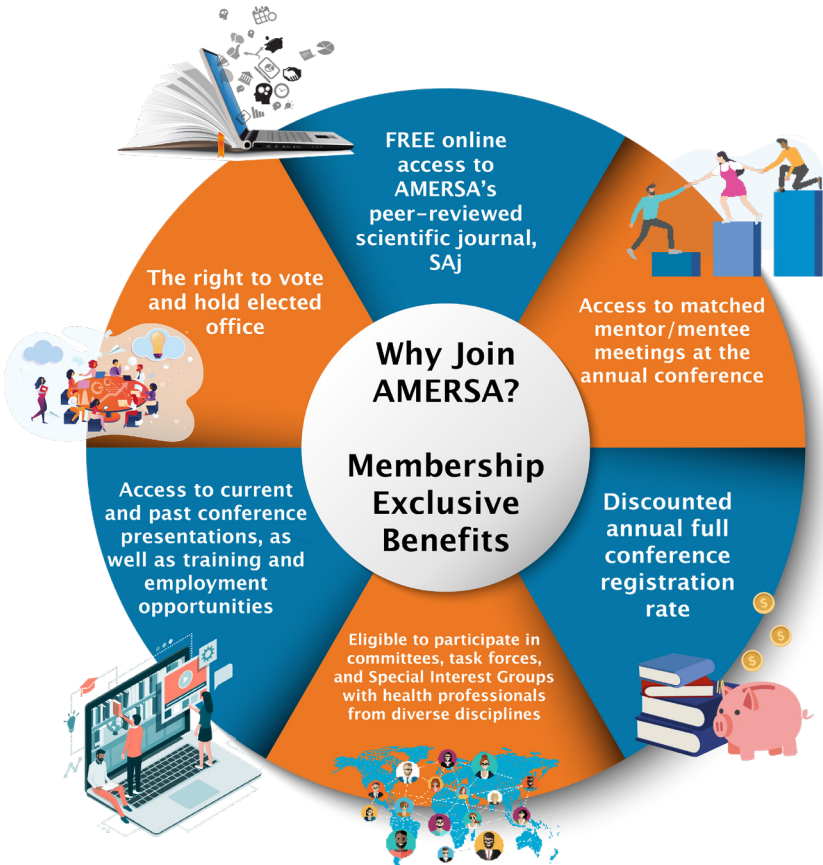 Why Join
AMERSA?
Membership
Exclusive
Benefits
FREE online
access to
AMERSA's
peer-reviewed
scientific journal,
SAj
Access to matched
mentor/mentee
meetings at the
annual conference
Discounted
annual full
conference
registration
rate
Eligible to participate in
committees, task forces,
and Special Interest Groups
with health professionals
from diverse disciplines
Access to current
and past conference
presentations, as
well as training and
employment
opportunities
The right to vote
and hold elected
office